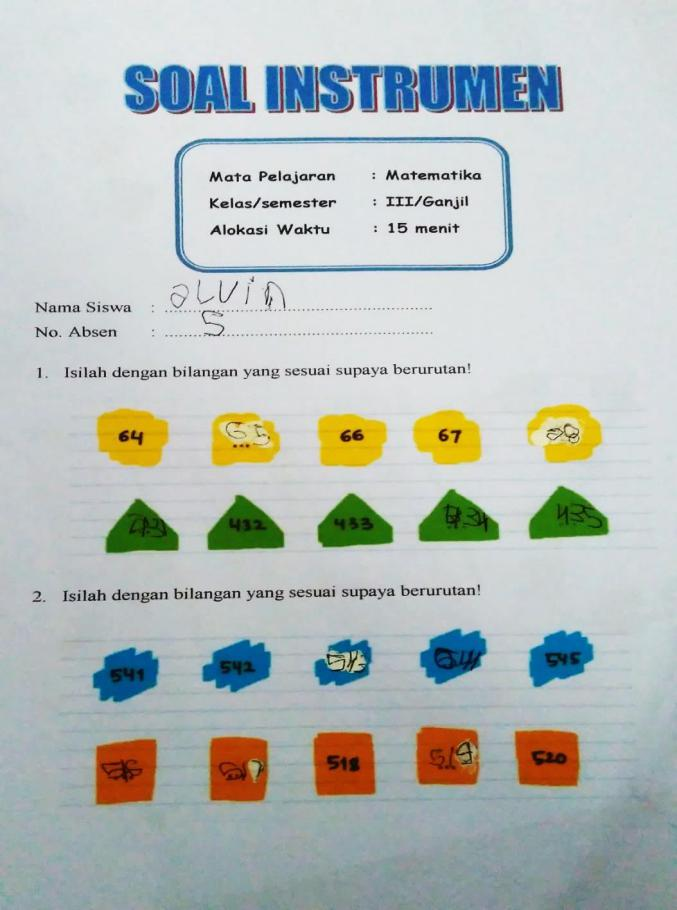 SOAL INSTRUMEN
Mata Pelajaran : Matematika
Kelas/semester : III/Ganjil
Alokasi Waktu : 15 menit
Nama Siswa : aLViN
No. Absen : 5
1. Isilah dengan bilangan yang sesuai supaya berurutan!
64 65 ... 66 67
432 433 434 435
2. Isilah dengan bilangan yang sesuai supaya berurutan!
541 542 544 545
517 518 519 520